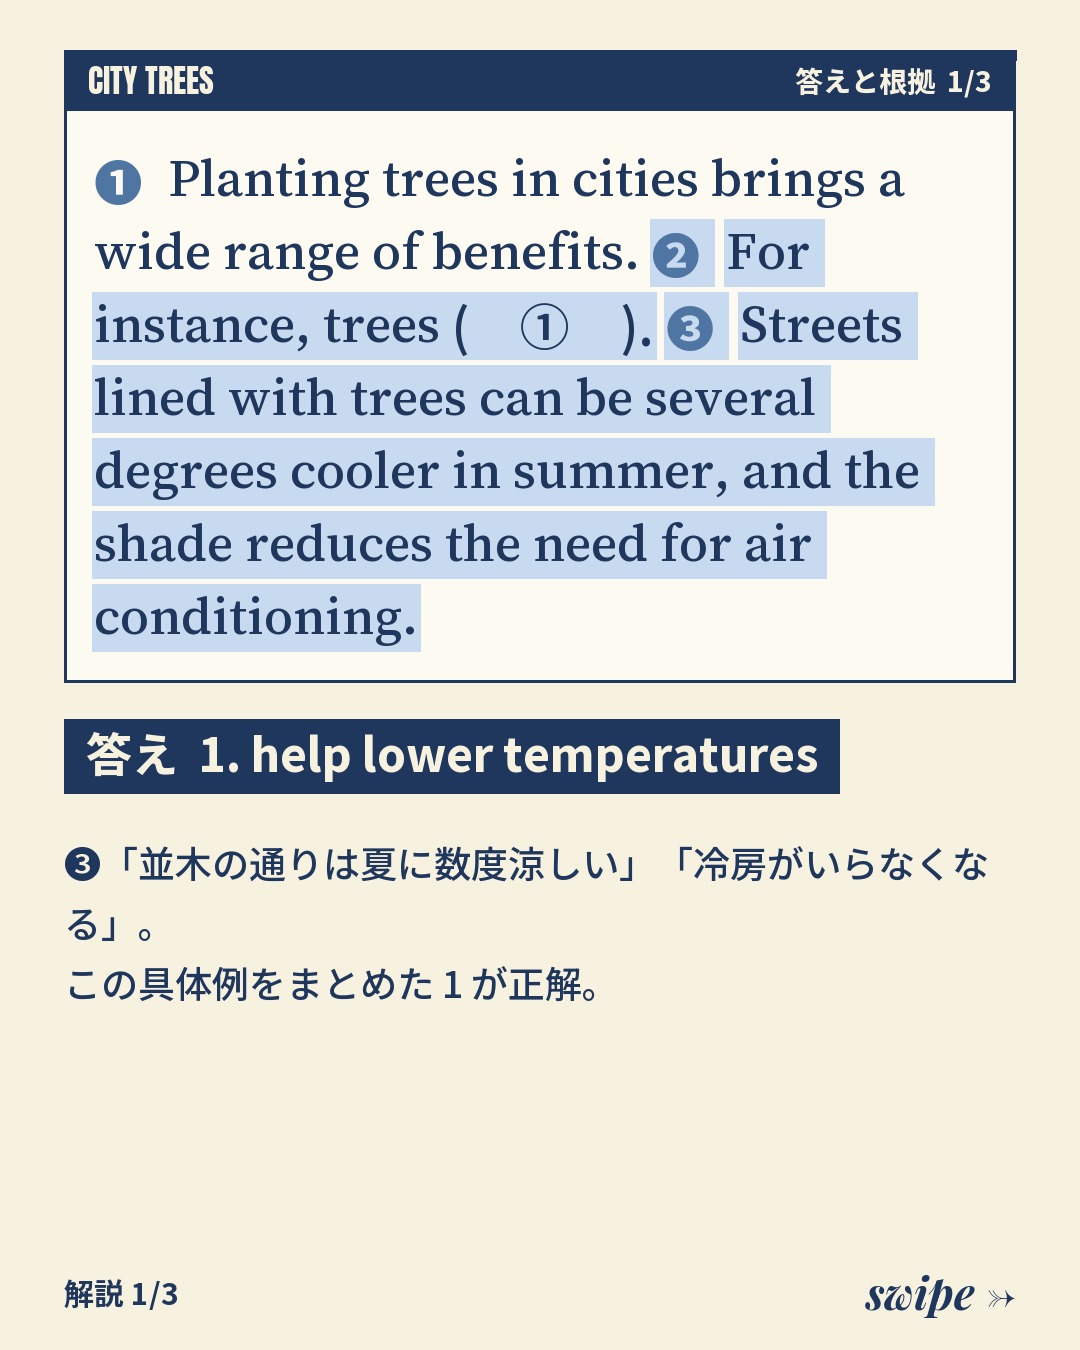 CITY TREES
答えと根拠 1/3
❶ Planting trees in cities brings a
wide range of benefits. ❷ For
instance, trees ( ① ). ❸ Streets
lined with trees can be several
degrees cooler in summer, and the
shade reduces the need for air
conditioning.
答え 1. help lower temperatures
❸「並木の通りは夏に数度涼しい」「冷房がいらなくな
る」。
この具体例をまとめた 1 が正解。
解説 1/3
swipe